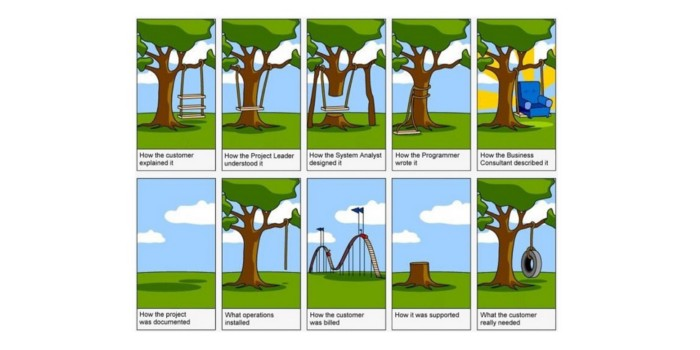 How the customer
explained it
How the Project Leader
understood it
How the System Analyst
designed it
How the Programmer
wrote it
How the Business
Consultant described it
How the project
was documented
What operations
installed
How the customer
was billed
How it was supported
What the customer
really needed